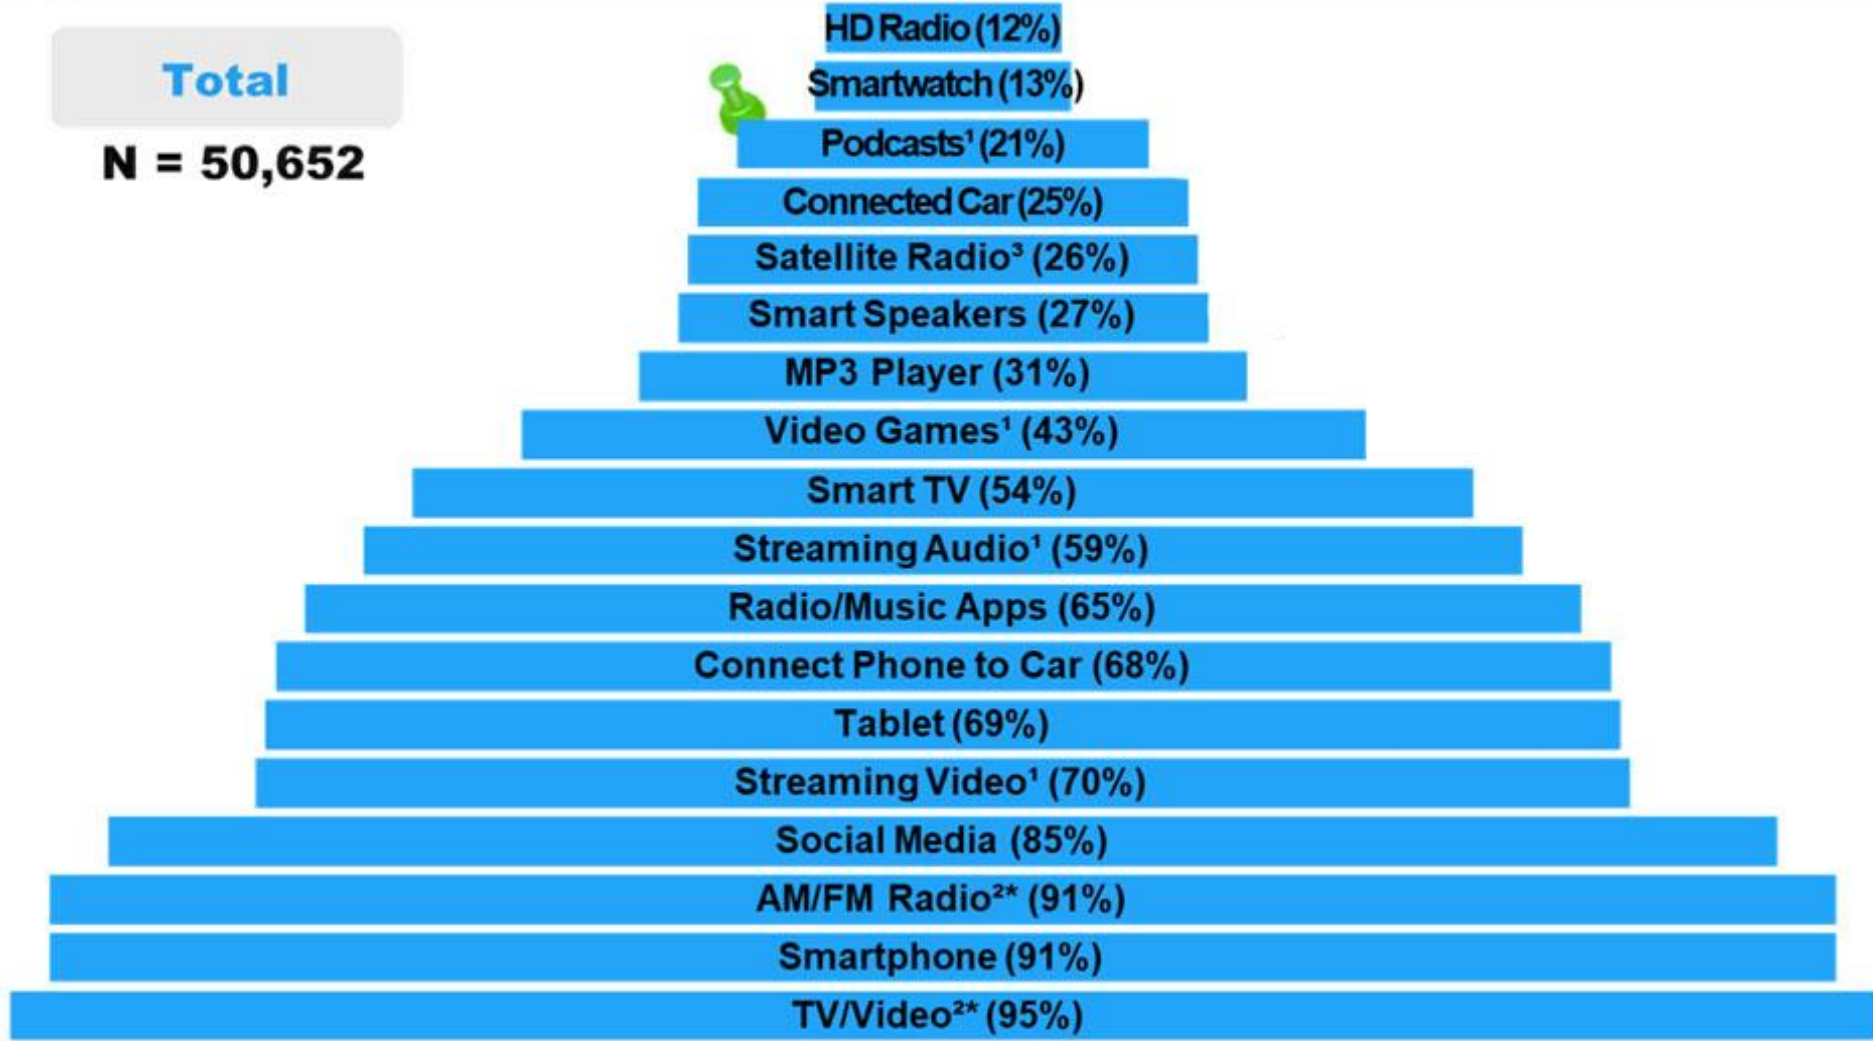 Total
N = 50,652
HD Radio (12%)
Smartwatch (13%)
Podcasts¹ (21%)
Connected Car (25%)
Satellite Radio³ (26%)
Smart Speakers (27%)
MP3 Player (31%)
Video Games¹ (43%)
Smart TV (54%)
Streaming Audio¹ (59%)
Radio/Music Apps (65%)
Connect Phone to Car (68%)
Tablet (69%)
Streaming Video¹ (70%)
Social Media (85%)
AM/FM Radio²* (91%)
Smartphone (91%)
TV/Video²* (95%)